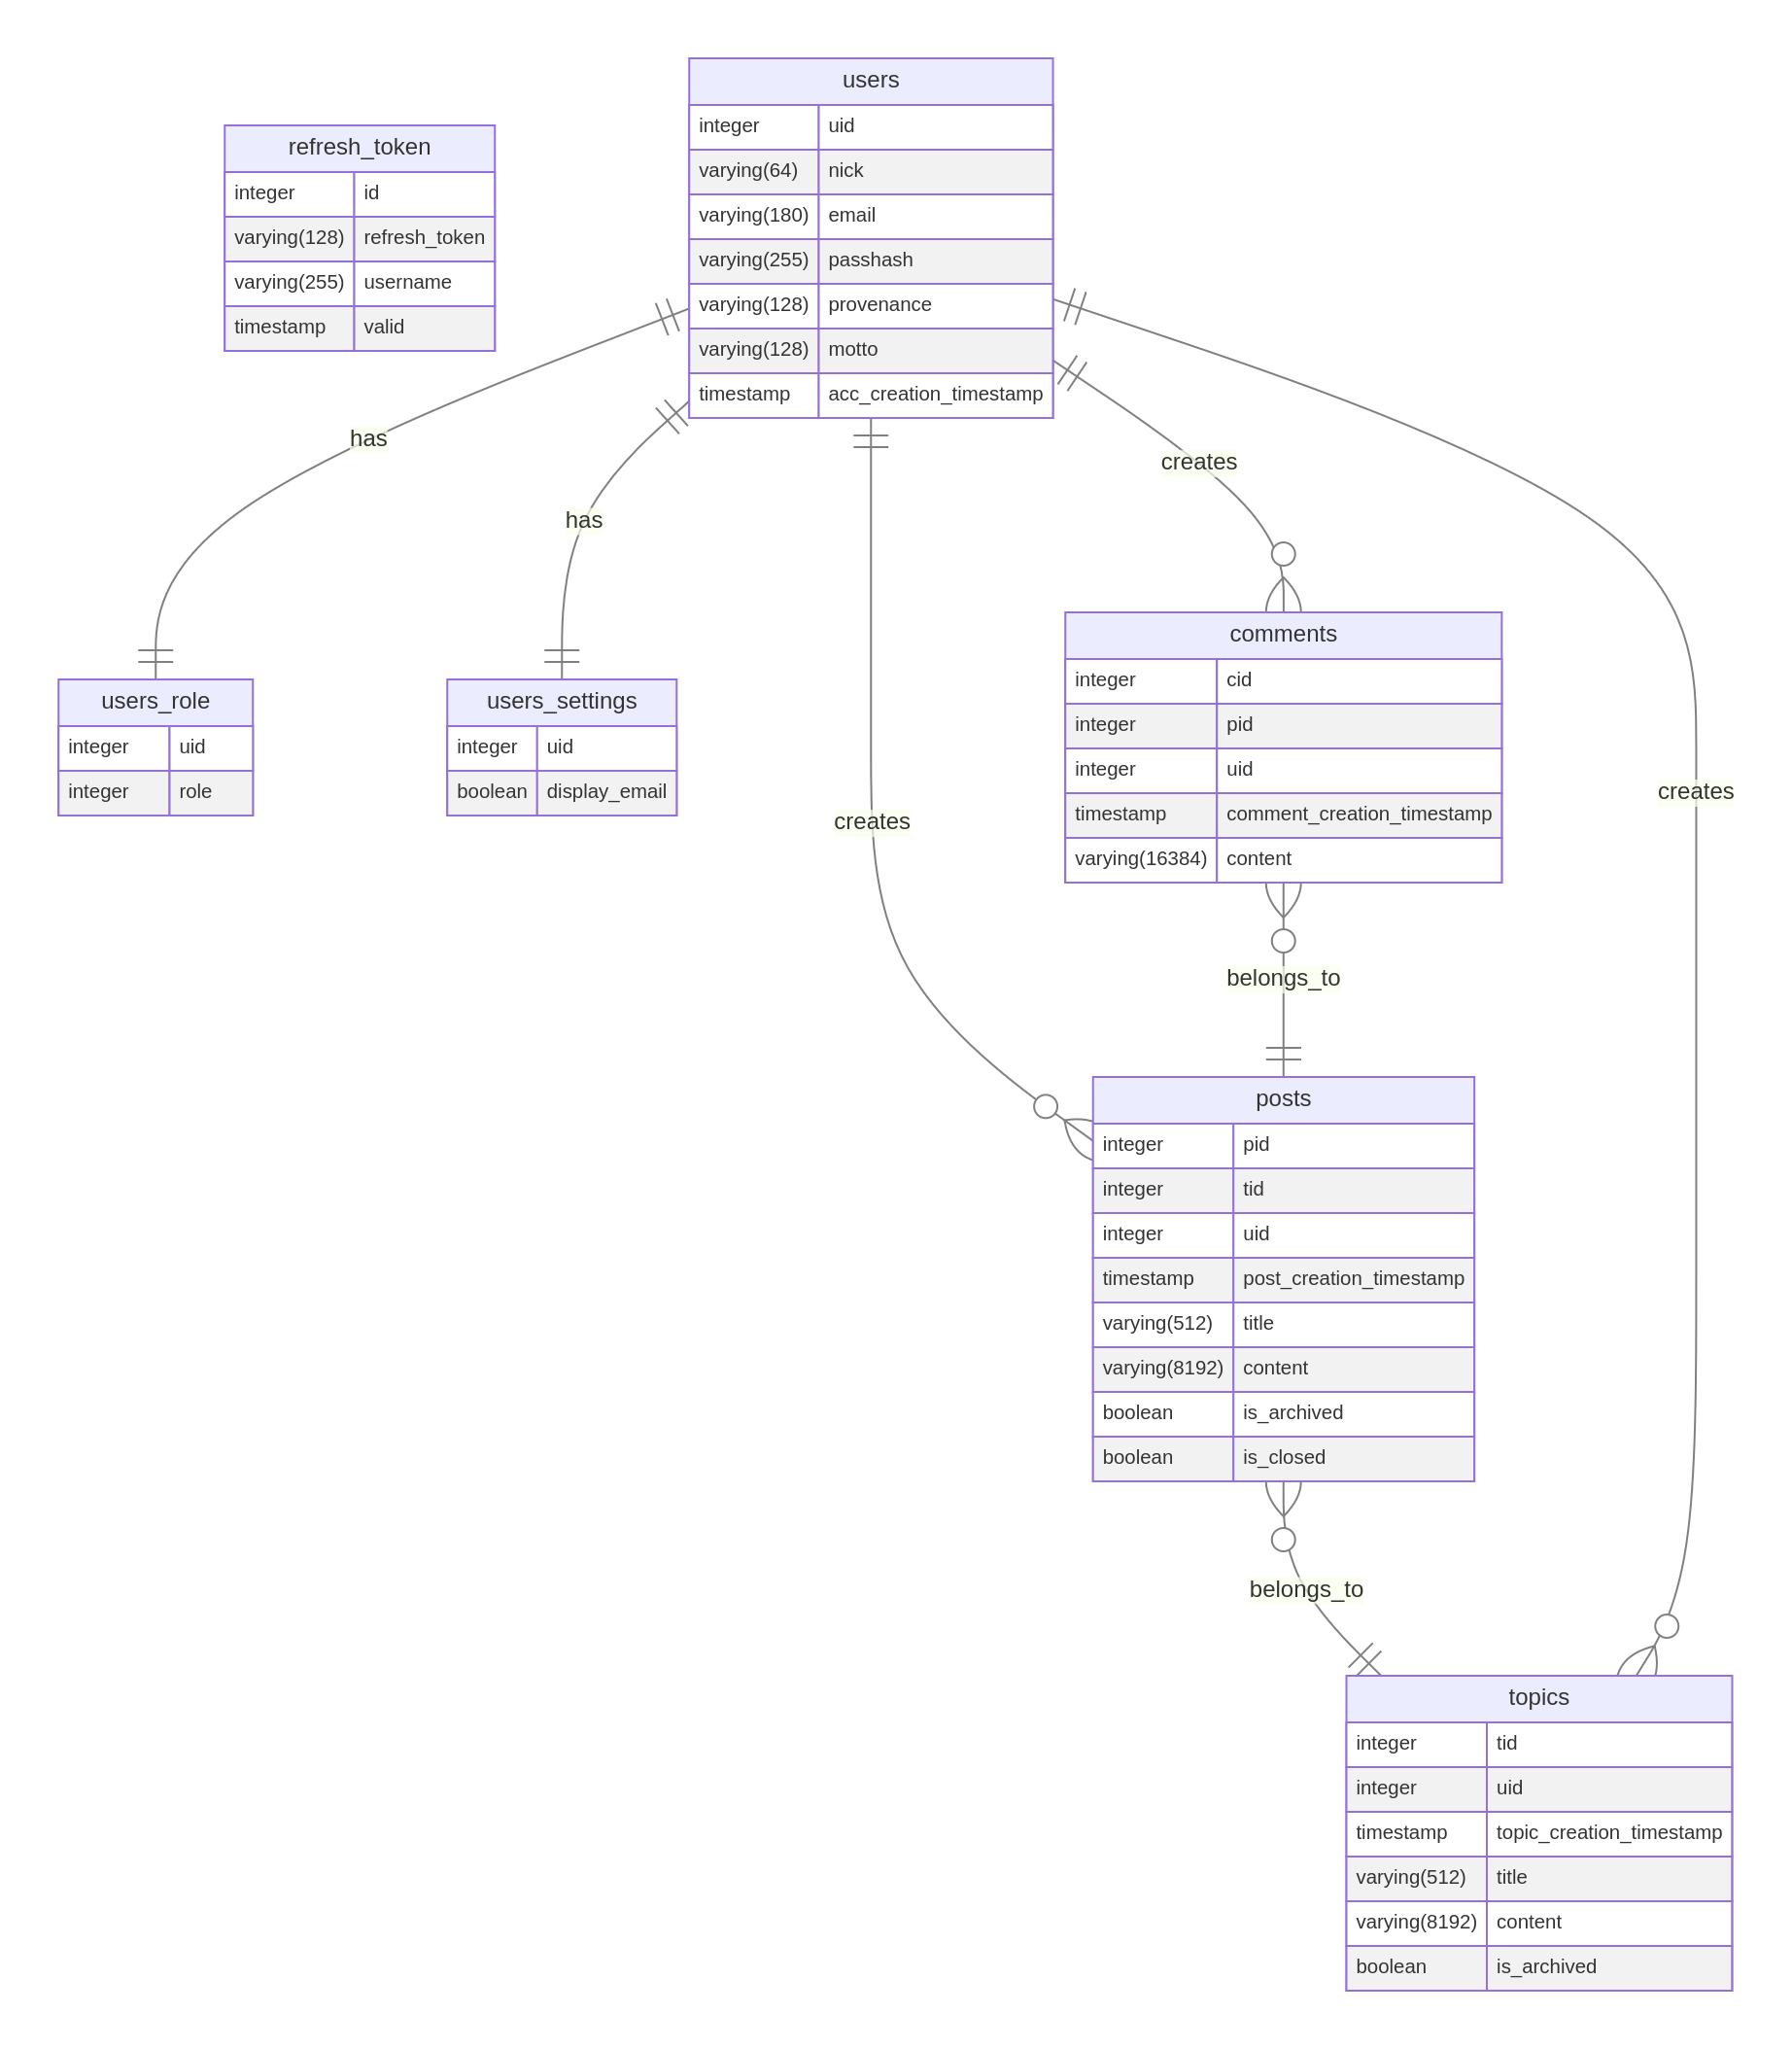 users
integer uid
varying(64) nick
varying(180) email
varying(255) passhash
varying(128) provenance
varying(128) motto
timestamp acc_creation_timestamp
refresh_token
integer id
varying(128) refresh_token
varying(255) username
timestamp valid
has
has
creates
creates
creates
users_role
integer uid
integer role
users_settings
integer uid
boolean display_email
comments
integer cid
integer pid
integer uid
timestamp comment_creation_timestamp
varying(16384) content
belongs_to
posts
integer pid
integer tid
integer uid
timestamp post_creation_timestamp
varying(512) title
varying(8192) content
boolean is_archived
boolean is_closed
belongs_to
topics
integer tid
integer uid
timestamp topic_creation_timestamp
varying(512) title
varying(8192) content
boolean is_archived